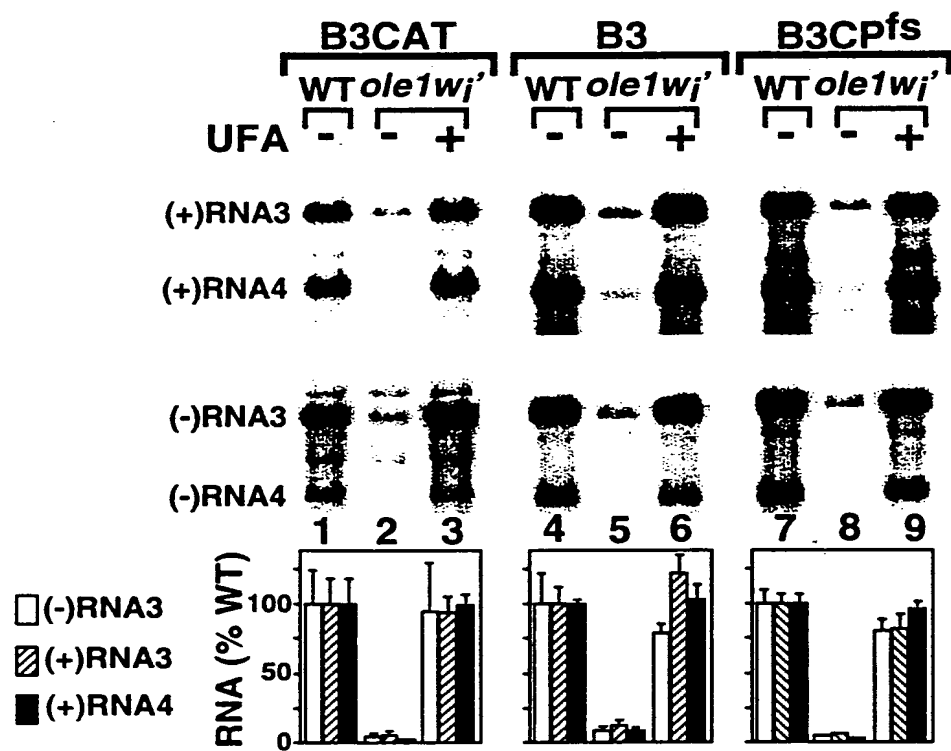 B3CAT B3 B3CPfs
WT ole1wi' WT ole1wi' WT ole1wi'
UFA - - + - - + - - +
(+)RNA3
(+)RNA4
(-)RNA3
(-)RNA4
1 2 3 4 5 6 7 8 9
RNA (% WT)
100
50
0
(-)RNA3
(+)RNA3
(+)RNA4